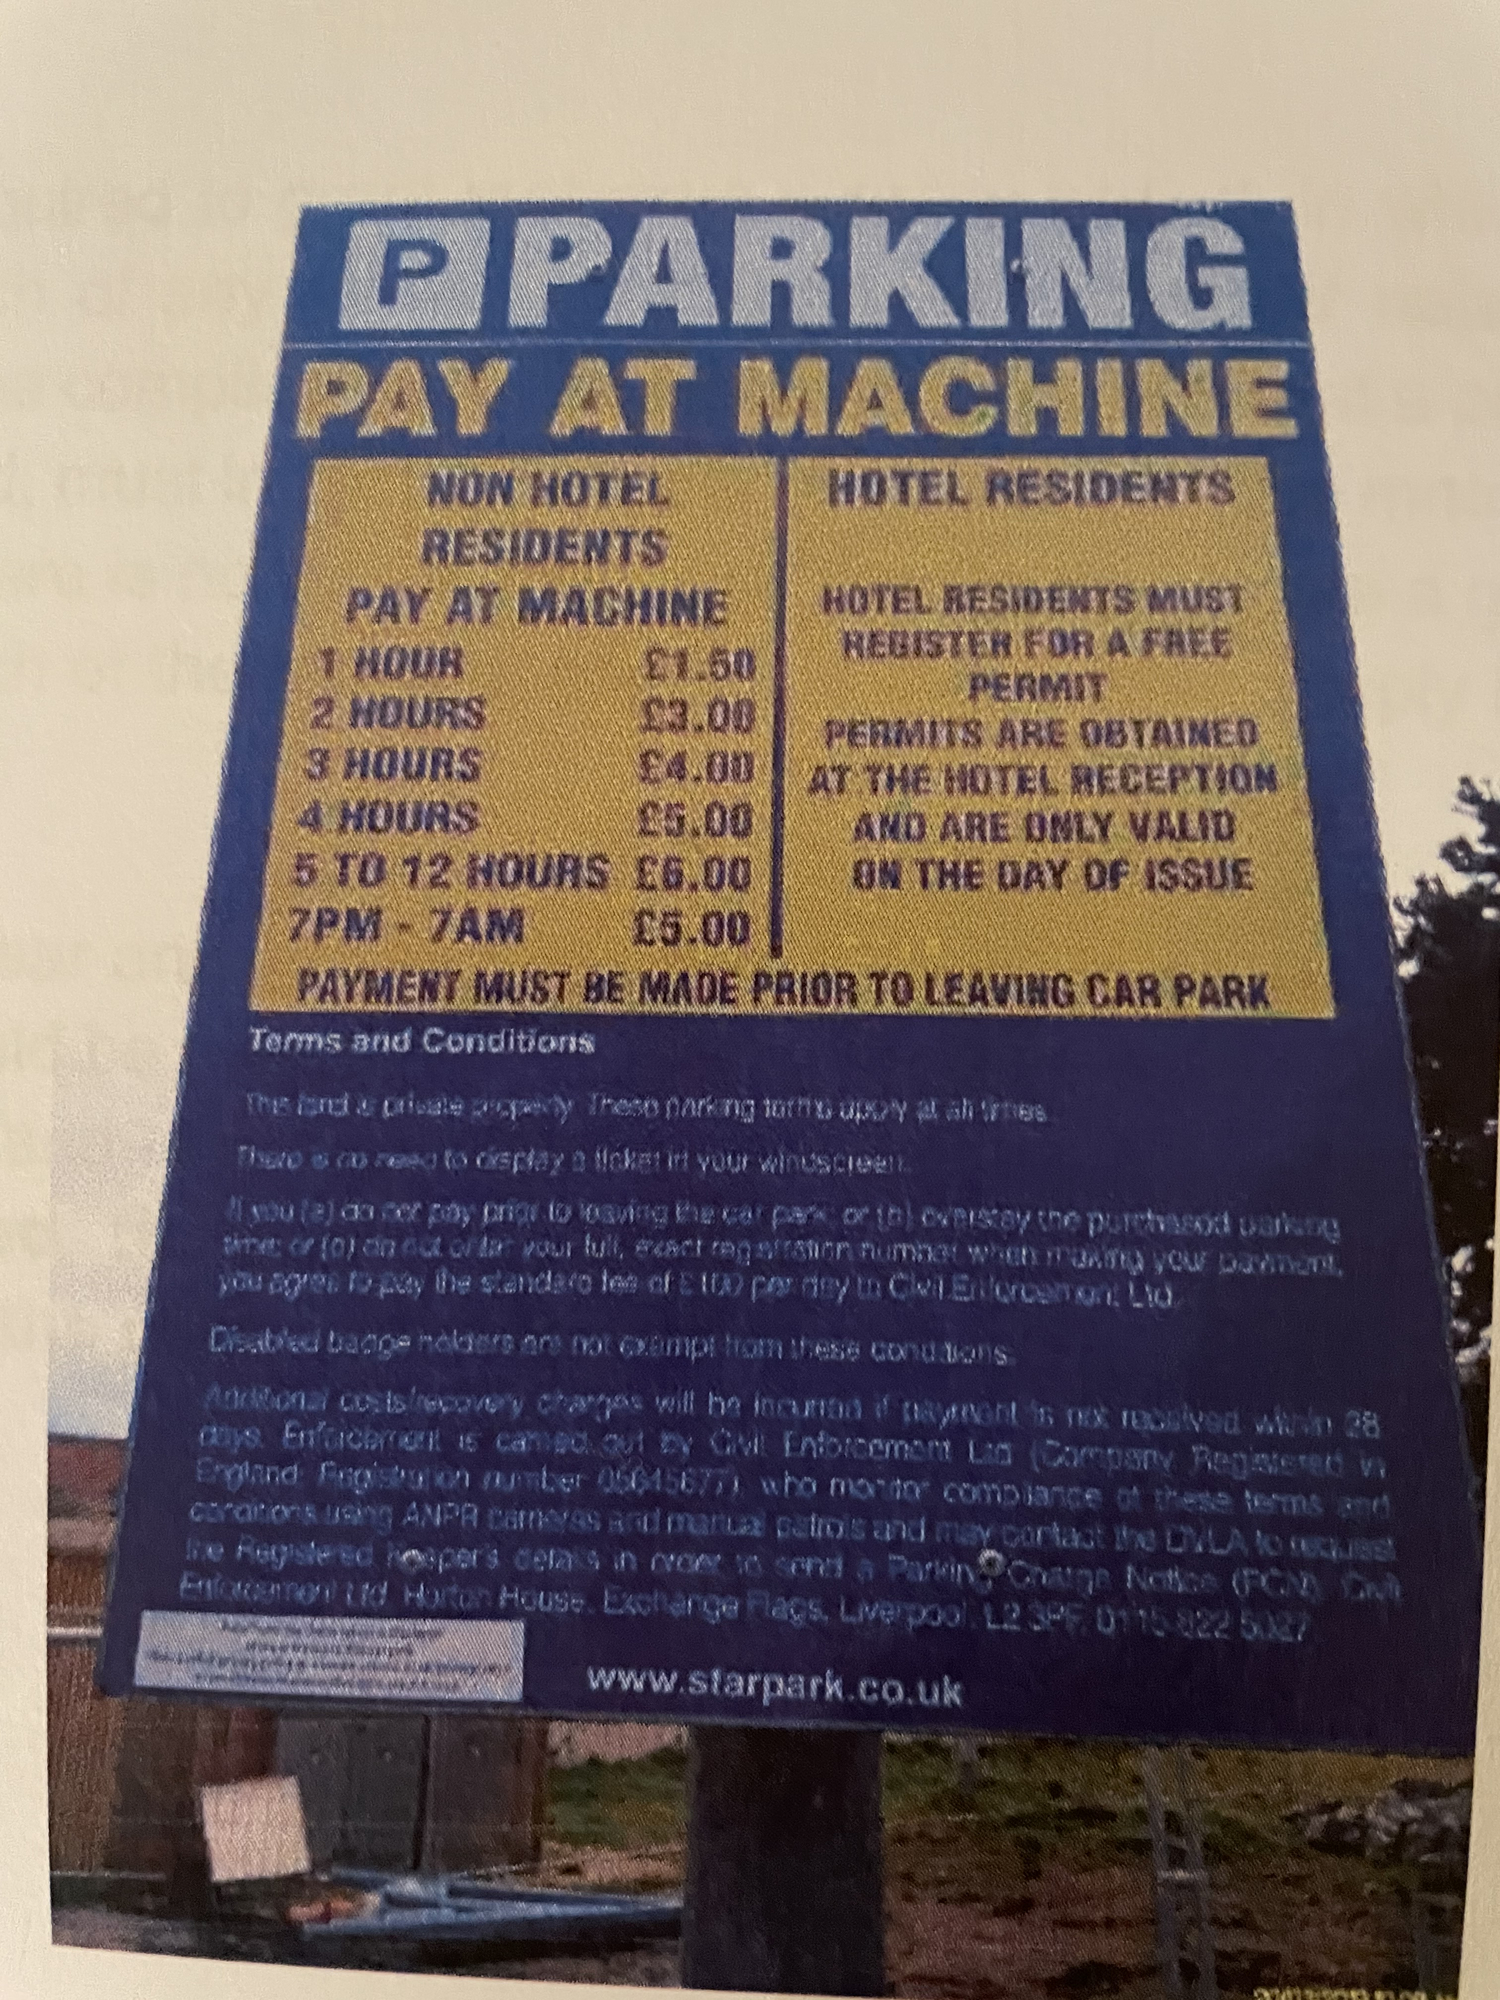 P PARKING
PAY AT MACHINE
NON HOTEL
RESIDENTS
PAY AT MACHINE
1 HOUR £1.50
2 HOURS £3.00
3 HOURS £4.00
4 HOURS £5.00
5 TO 12 HOURS £6.00
7PM - 7AM £5.00
HOTEL RESIDENTS
HOTEL RESIDENTS MUST
REGISTER FOR A FREE
PERMIT
PERMITS ARE OBTAINED
AT THE HOTEL RECEPTION
AND ARE ONLY VALID
ON THE DAY OF ISSUE
PAYMENT MUST BE MADE PRIOR TO LEAVING CAR PARK
Terms and Conditions
This land is private property. These parking terms apply at all times.
There is no need to display a ticket in your windscreen.
If you (a) do not pay prior to leaving the car park; or (b) overstay the purchased parking
time; or (c) do not enter your full, exact registration number when making your payment,
you agree to pay the standard fee of £100 per day to Civil Enforcement Ltd.
Disabled badge holders are not exempt from these conditions.
Additional costs/recovery charges will be incurred if payment is not received within 28
days. Enforcement is carried out by Civil Enforcement Ltd (Company Registered in
England: Registration number 05645677), who monitor compliance of these terms and
conditions using ANPR cameras and manual patrols and may contact the DVLA to request
the Registered keeper's details in order to send a Parking Charge Notice (PCN). Civil
Enforcement Ltd. Horton House, Exchange Flags, Liverpool, L2 3PF. 0115 822 5027
www.starpark.co.uk